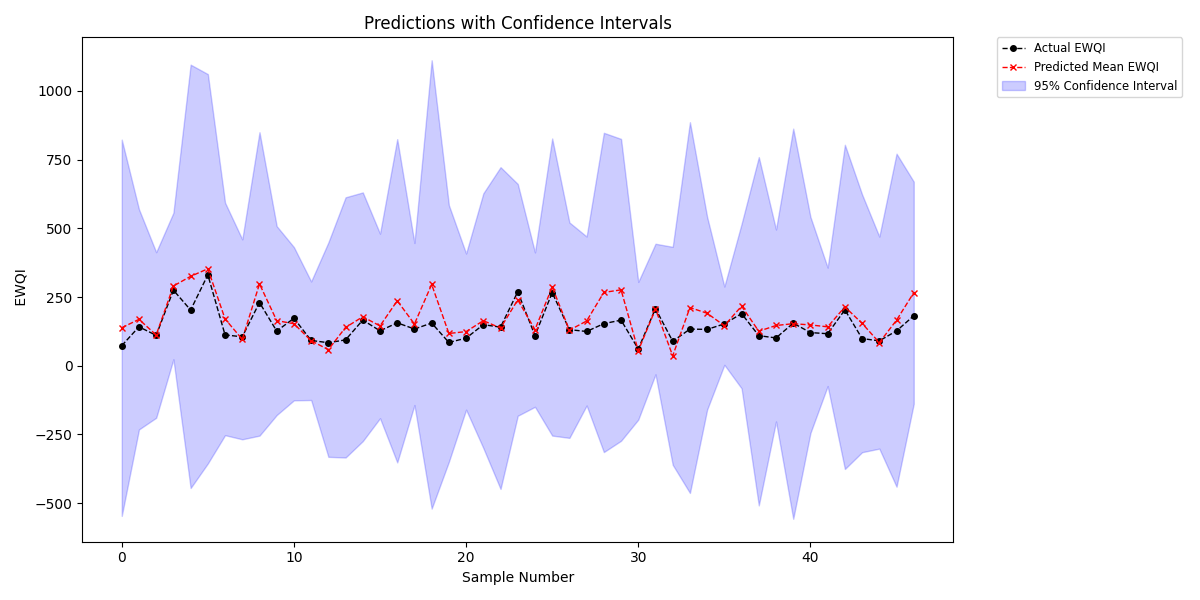 Predictions with Confidence Intervals
Actual EWQI
Predicted Mean EWQI
95% Confidence Interval
EWQI
1000
750
500
250
0
−250
−500
0 10 20 30 40
Sample Number